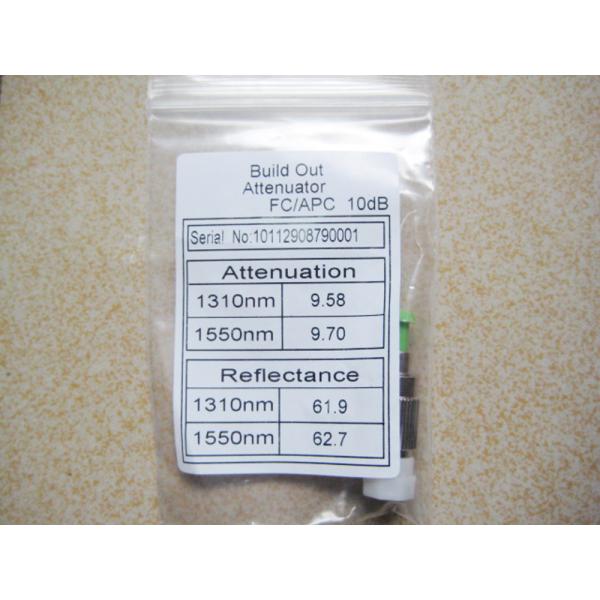 Build Out
Attenuator
FC/APC 10dB
Serial No:10112908790001
Attenuation
1310nm 9.58
1550nm 9.70
Reflectance
1310nm 61.9
1550nm 62.7